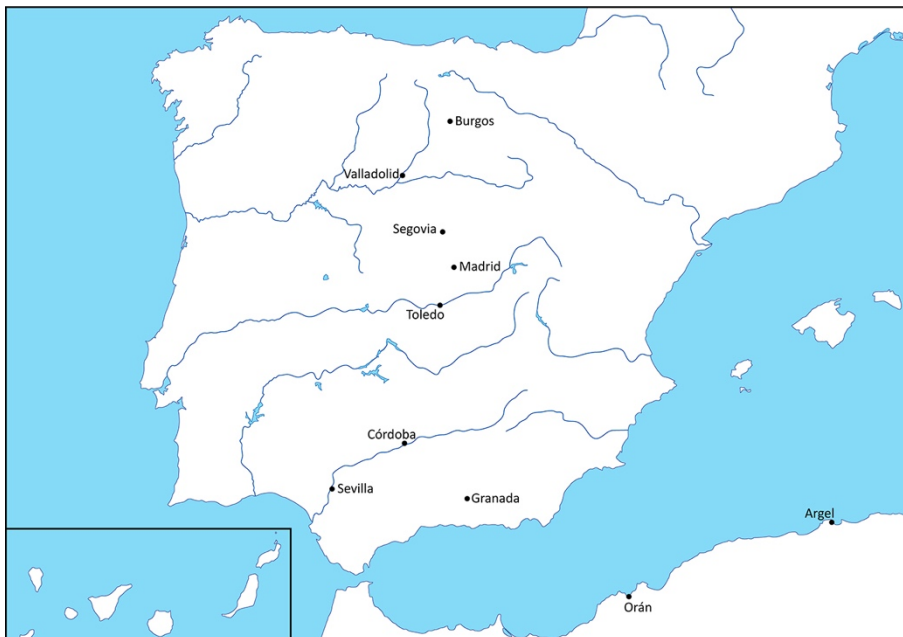 Burgos
Valladolid
Segovia
Madrid
Toledo
Córdoba
Sevilla
Granada
Argel
Orán